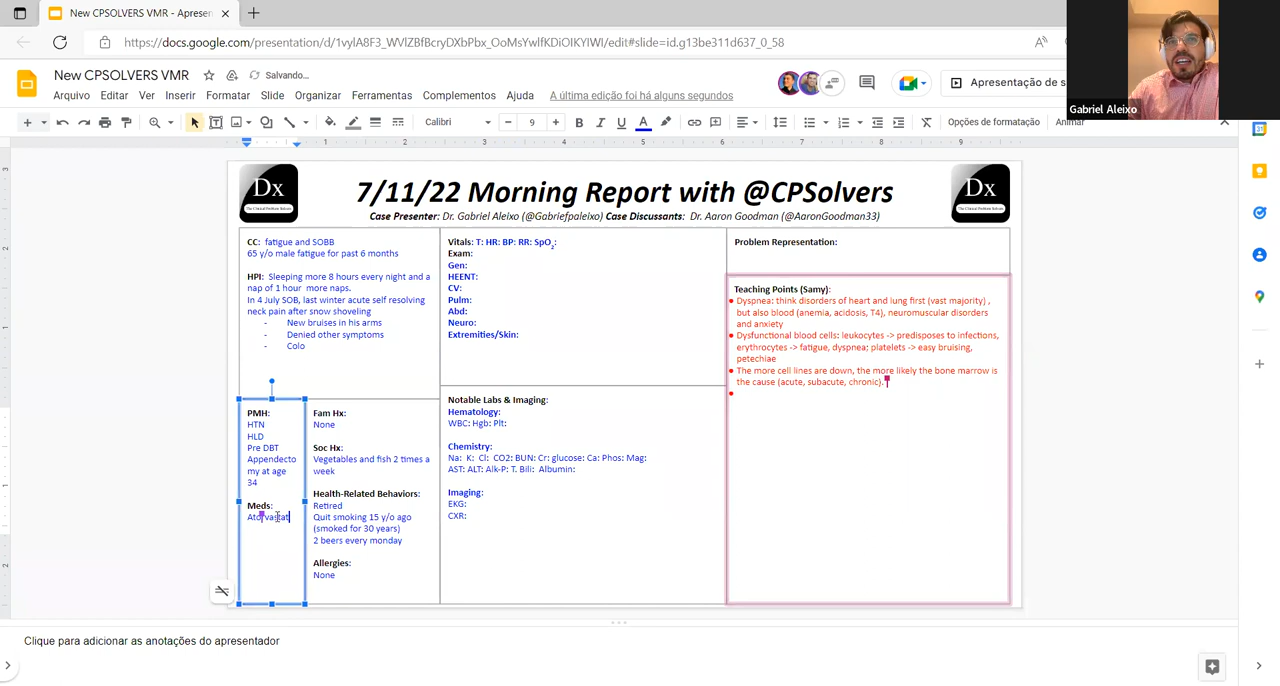 New CPSOLVERS VMR - Apresen
https://docs.google.com/presentation/d/1vylA8F3_WVlZBfBcryDXbPbx_OoMsYwlfKDiOIKYIWI/edit#slide=id.g13be311d637_0_58
Gabriel Aleixo
New CPSOLVERS VMR
Salvando...
Apresentação de s
Arquivo Editar Ver Inserir Formatar Slide Organizar Ferramentas Complementos Ajuda A última edição foi há alguns segundos
Calibri 9 Opções de formatação Animar
Dx
7/11/22 Morning Report with @CPSolvers
Case Presenter: Dr. Gabriel Aleixo (@Gabriefpaleixo) Case Discussants: Dr. Aaron Goodman (@AaronGoodman33)
Dx
CC: fatigue and SOBB
65 y/o male fatigue for past 6 months
HPI: Sleeping more 8 hours every night and a
nap of 1 hour more naps.
In 4 July SOB, last winter acute self resolving
neck pain after snow shoveling
- New bruises in his arms
- Denied other symptoms
- Colo
PMH:
HTN
HLD
Pre DBT
Appendecto
my at age
34
Meds:
Atorvastat
Fam Hx:
None
Soc Hx:
Vegetables and fish 2 times a
week
Health-Related Behaviors:
Retired
Quit smoking 15 y/o ago
(smoked for 30 years)
2 beers every monday
Allergies:
None
Vitals: T: HR: BP: RR: SpO2:
Exam:
Gen:
HEENT:
CV:
Pulm:
Abd:
Neuro:
Extremities/Skin:
Notable Labs & Imaging:
Hematology:
WBC: Hgb: Plt:
Chemistry:
Na: K: Cl: CO2: BUN: Cr: glucose: Ca: Phos: Mag:
AST: ALT: Alk-P: T. Bili: Albumin:
Imaging:
EKG:
CXR:
Problem Representation:
Teaching Points (Samy):
● Dyspnea: think disorders of heart and lung first (vast majority) ,
but also blood (anemia, acidosis, T4), neuromuscular disorders
and anxiety
● Dysfunctional blood cells: leukocytes -> predisposes to infections,
erythrocytes -> fatigue, dyspnea; platelets -> easy bruising,
petechiae
● The more cell lines are down, the more likely the bone marrow is
the cause (acute, subacute, chronic).
Clique para adicionar as anotações do apresentador